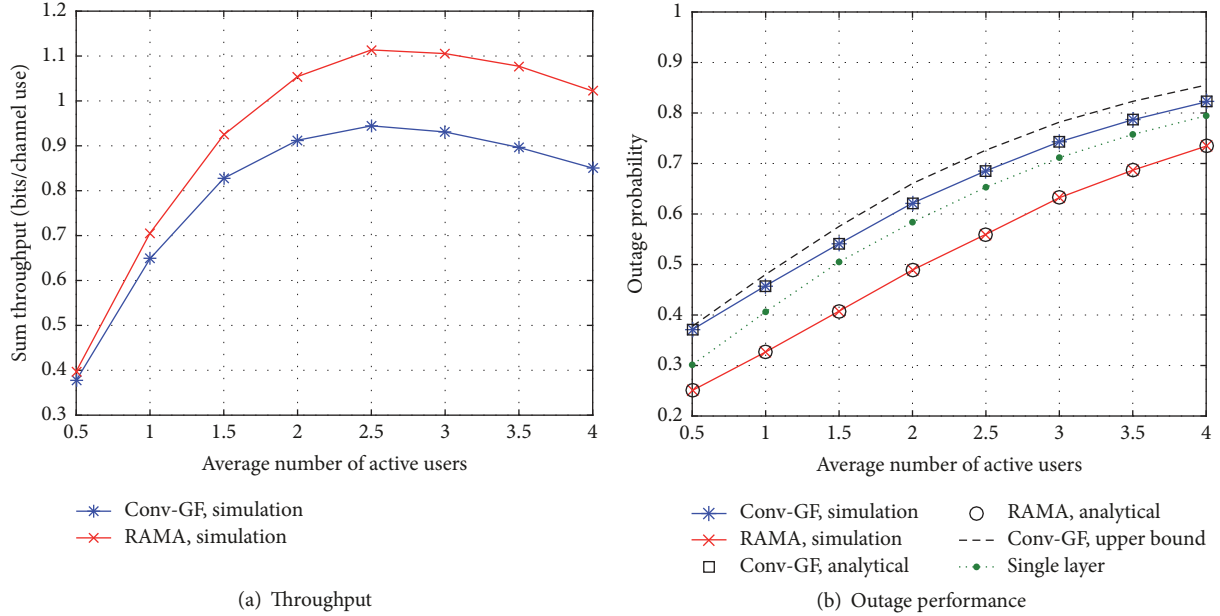 1.2
1.1
1
0.9
0.8
0.7
0.6
0.5
0.4
0.3
Sum throughput (bits/channel use)
0.5 1 1.5 2 2.5 3 3.5 4
Average number of active users
Conv-GF, simulation
RAMA, simulation
(a) Throughput
1
0.9
0.8
0.7
0.6
0.5
0.4
0.3
0.2
Outage probability
0.5 1 1.5 2 2.5 3 3.5 4
Average number of active users
Conv-GF, simulation
RAMA, simulation
Conv-GF, analytical
RAMA, analytical
Conv-GF, upper bound
Single layer
(b) Outage performance